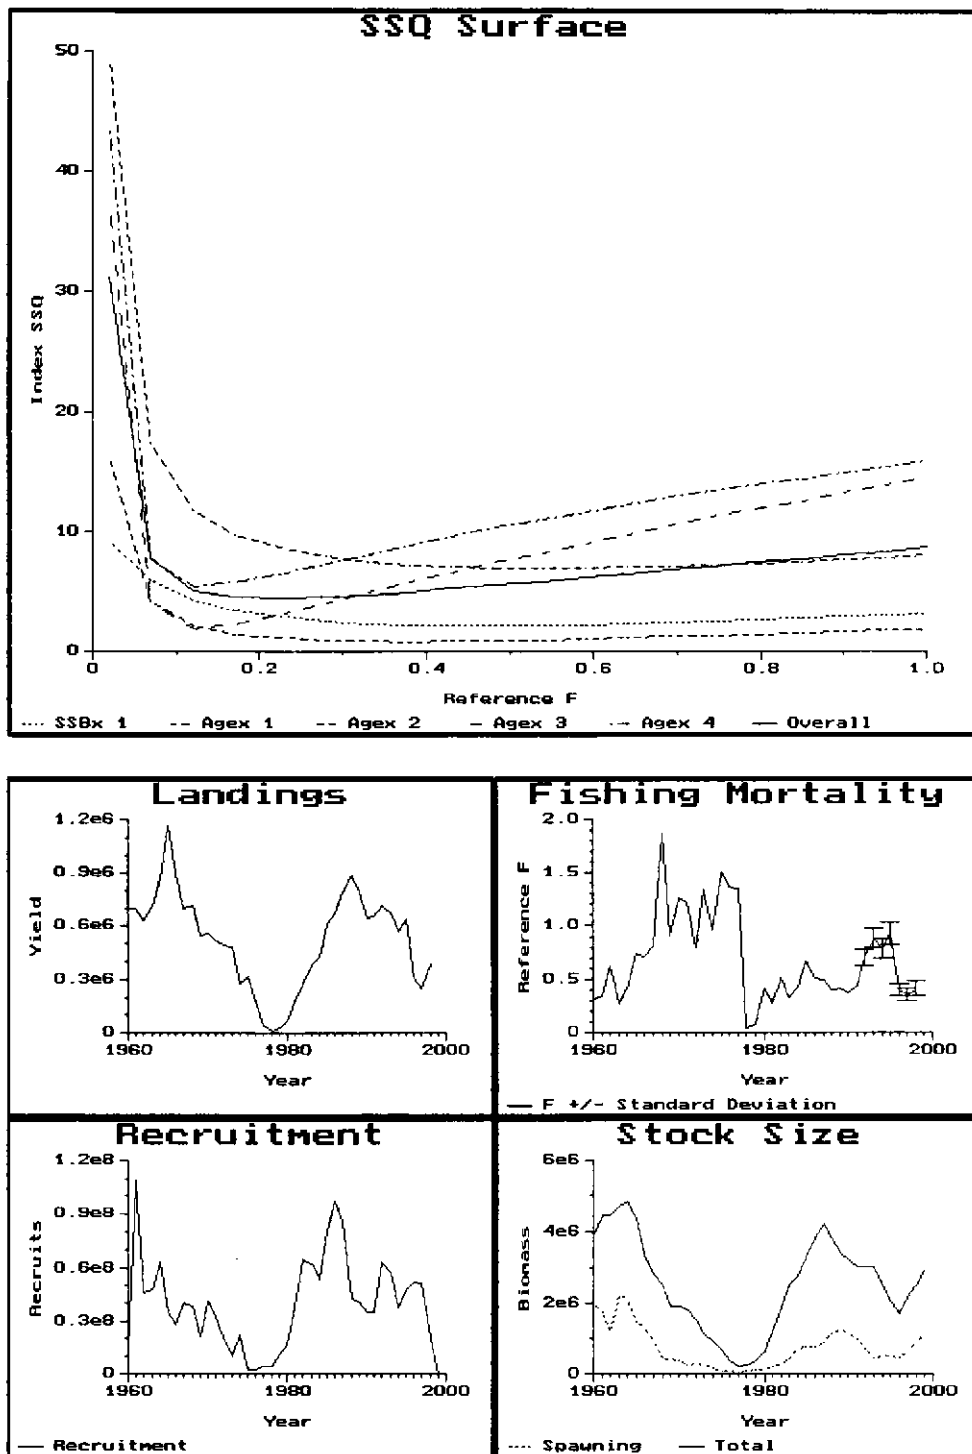 SSQ Surface
50
40
30
20
10
0
Index SSQ
0 0.2 0.4 0.6 0.8 1.0
Reference F
SSBx 1 Agex 1 Agex 2 Agex 3 Agex 4 Overall
Landings
1.2e6
0.9e6
0.6e6
0.3e6
0
Yield
1960 1980 2000
Year
Fishing Mortality
2.0
1.5
1.0
0.5
0
Reference F
1960 1980 2000
Year
F +/- Standard Deviation
Recruitment
1.2e8
0.9e8
0.6e8
0.3e8
0
Recruits
1960 1980 2000
Year
Recruitment
Stock Size
6e6
4e6
2e6
0
Biomass
1960 1980 2000
Year
Spawning Total